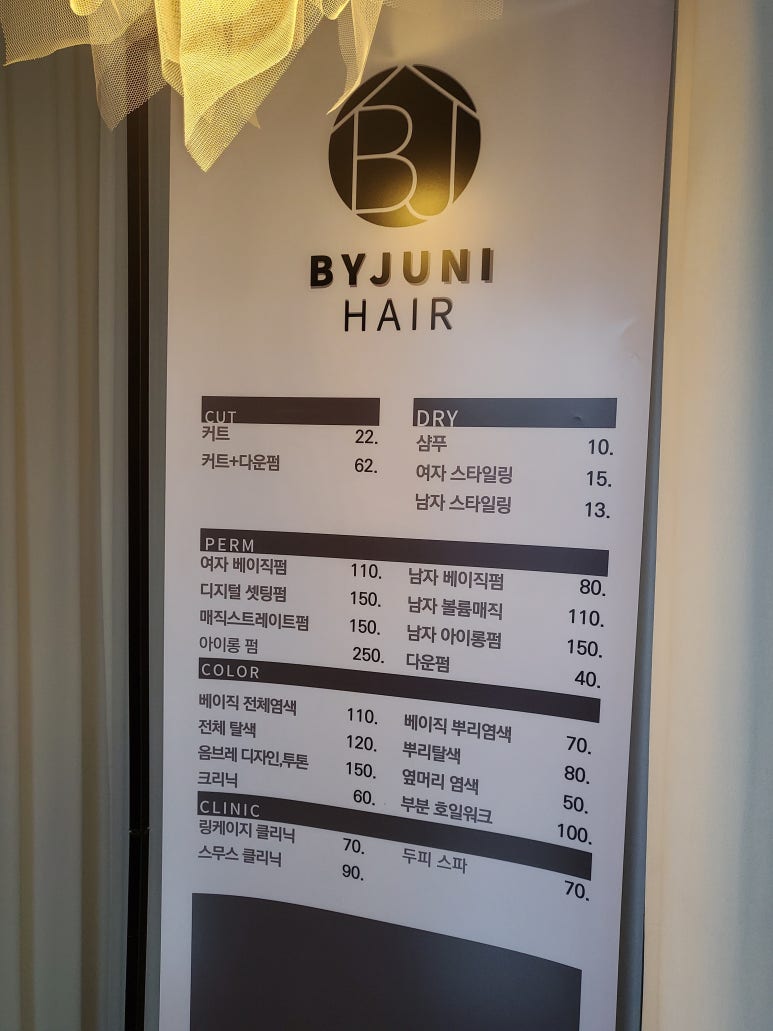 BJ
BYJUNI
HAIR
CUT
커트 22.
커트+다운펌 62.
DRY
샴푸 10.
여자 스타일링 15.
남자 스타일링 13.
PERM
여자 베이직펌 110.
디지털 셋팅펌 150.
매직스트레이트펌 150.
아이롱 펌 250.
남자 베이직펌 80.
남자 볼륨매직 110.
남자 아이롱펌 150.
다운펌 40.
COLOR
베이직 전체염색 110.
전체 탈색 120.
옴브레 디자인,투톤 150.
크리닉 60.
베이직 뿌리염색 70.
뿌리탈색 80.
옆머리 염색 50.
부분 호일워크 100.
CLINIC
링케이지 클리닉 70.
스무스 클리닉 90.
두피 스파 70.